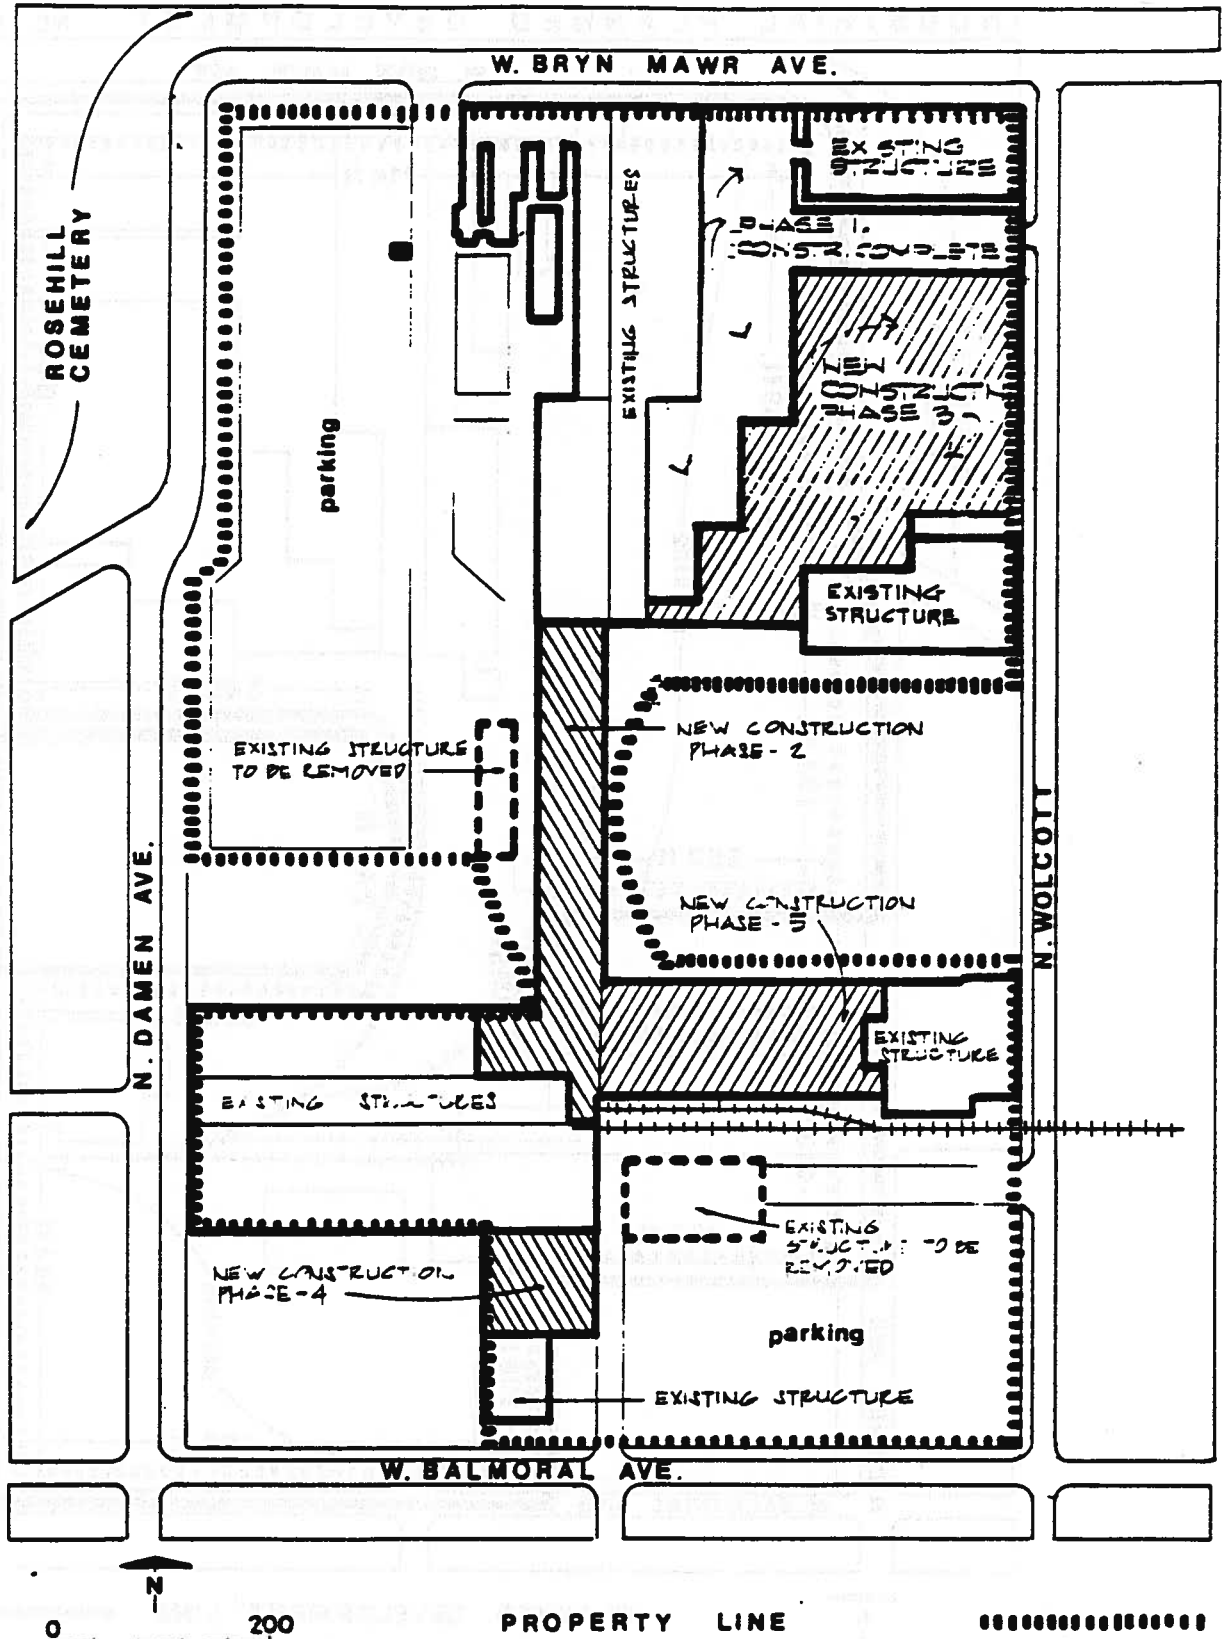 W. BRYN MAWR AVE.
ROSEHILL
CEMETERY
EXISTING
STRUCTURE
PHASE 1.
CONSTR. COMPLETE
EXISTING STRUCTURES
NEW
PHASE 3
parking
EXISTING
STRUCTURE
NEW CONSTRUCTION
PHASE - 2
EXISTING STRUCTURE
TO BE REMOVED
N. DAMEN AVE.
N. WOLCOTT
NEW CONSTRUCTION
PHASE - 5
EXISTING
STRUCTURE
EXISTING STRUCTURES
EXISTING
STRUCTURE TO BE
REMOVED
NEW CONSTRUCTION
PHASE - 4
parking
EXISTING STRUCTURE
W. BALMORAL AVE.
N
0 200 PROPERTY LINE